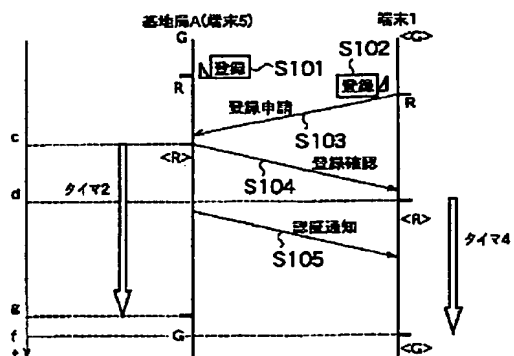 基地局A(端末5)
端末1
G
<G>
登録
S101
S102
登録
R
R
登録申請
S103
c
<R>
登録確認
S104
d
タイマ2
<R>
認証通知
S105
タイマ4
g
G
f
<G>
t